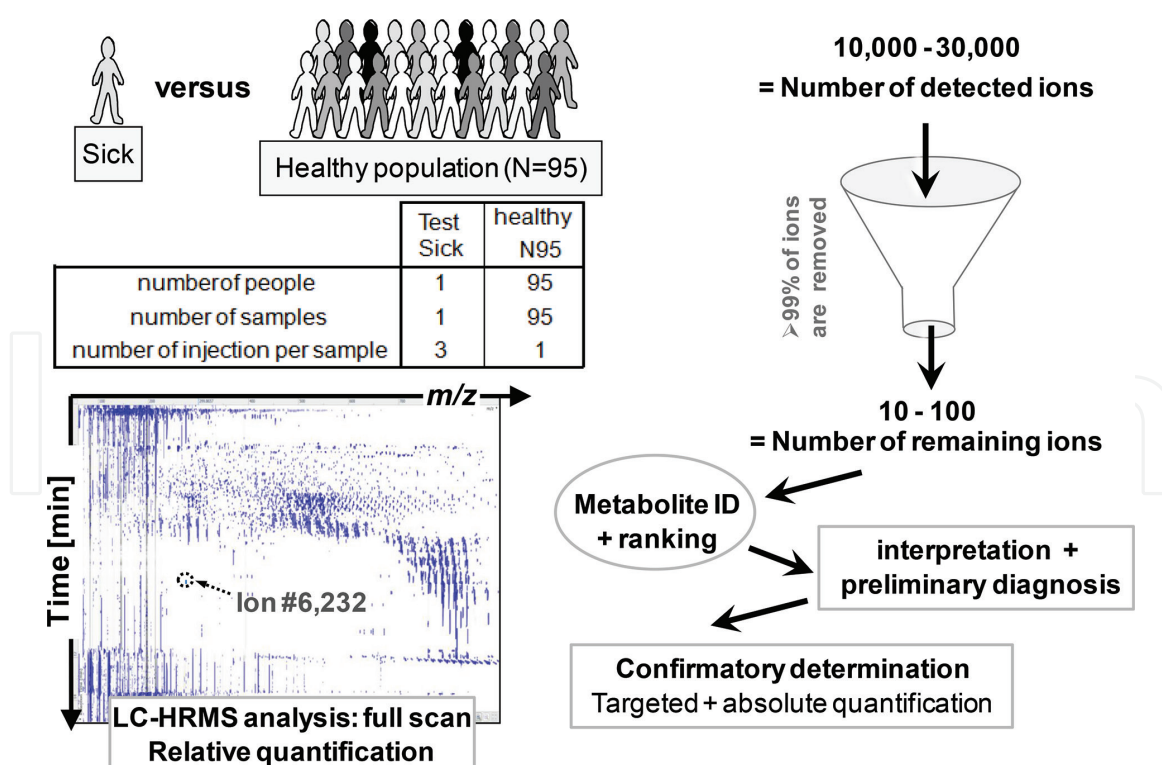 versus
Sick
Healthy population (N=95)
Test
Sick
healthy
N95
numberof people 1 95
number of samples 1 95
number of injection per sample 3 1
m/z
Time [min]
Ion #6,232
LC-HRMS analysis: full scan
Relative quantification
10,000 - 30,000
= Number of detected ions
➢99% of ions
are removed
10 - 100
= Number of remaining ions
Metabolite ID
+ ranking
interpretation +
preliminary diagnosis
Confirmatory determination
Targeted + absolute quantification